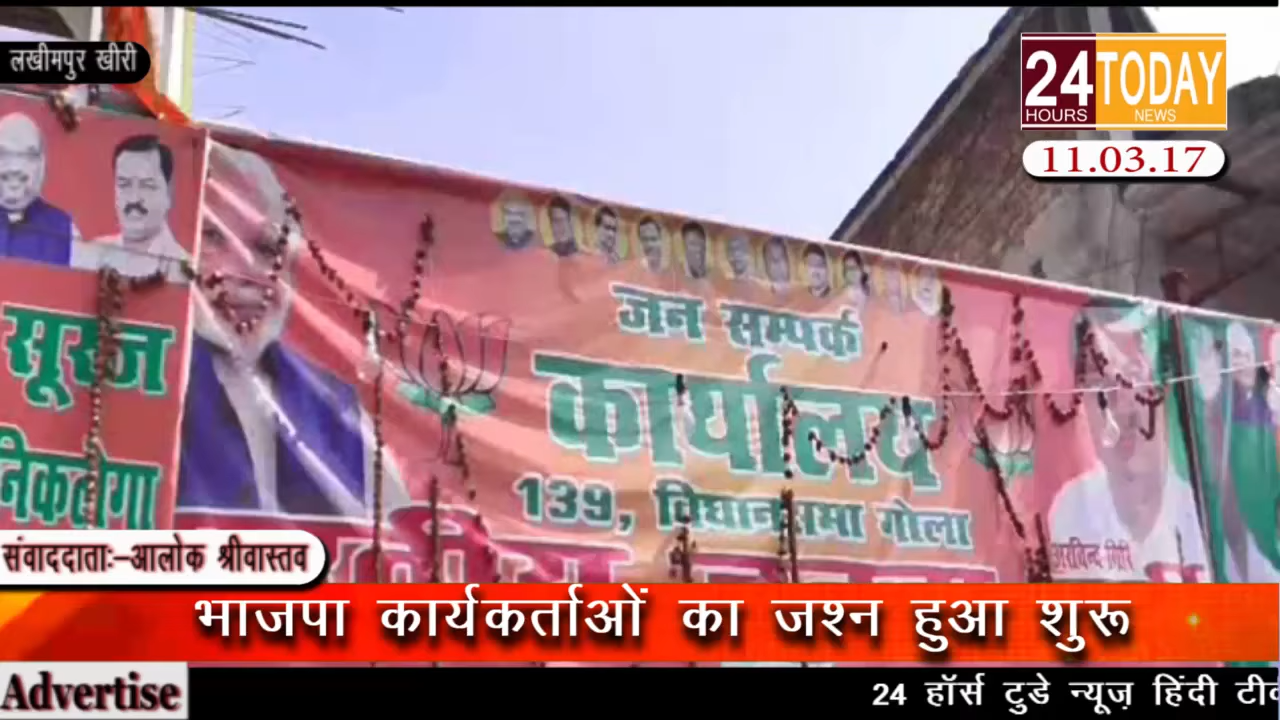 लखीमपुर खीरी
24 TODAY
HOURS NEWS
11.03.17
जन सम्पर्क
कार्यालय
139, विधानसभा गोला
सूरज
निकलेगा
अरविन्द गिरि
संवाददाताः-आलोक श्रीवास्तव
भाजपा कार्यकर्ताओं का जश्न हुआ शुरू
Advertise
24 हॉर्स टुडे न्यूज़ हिंदी